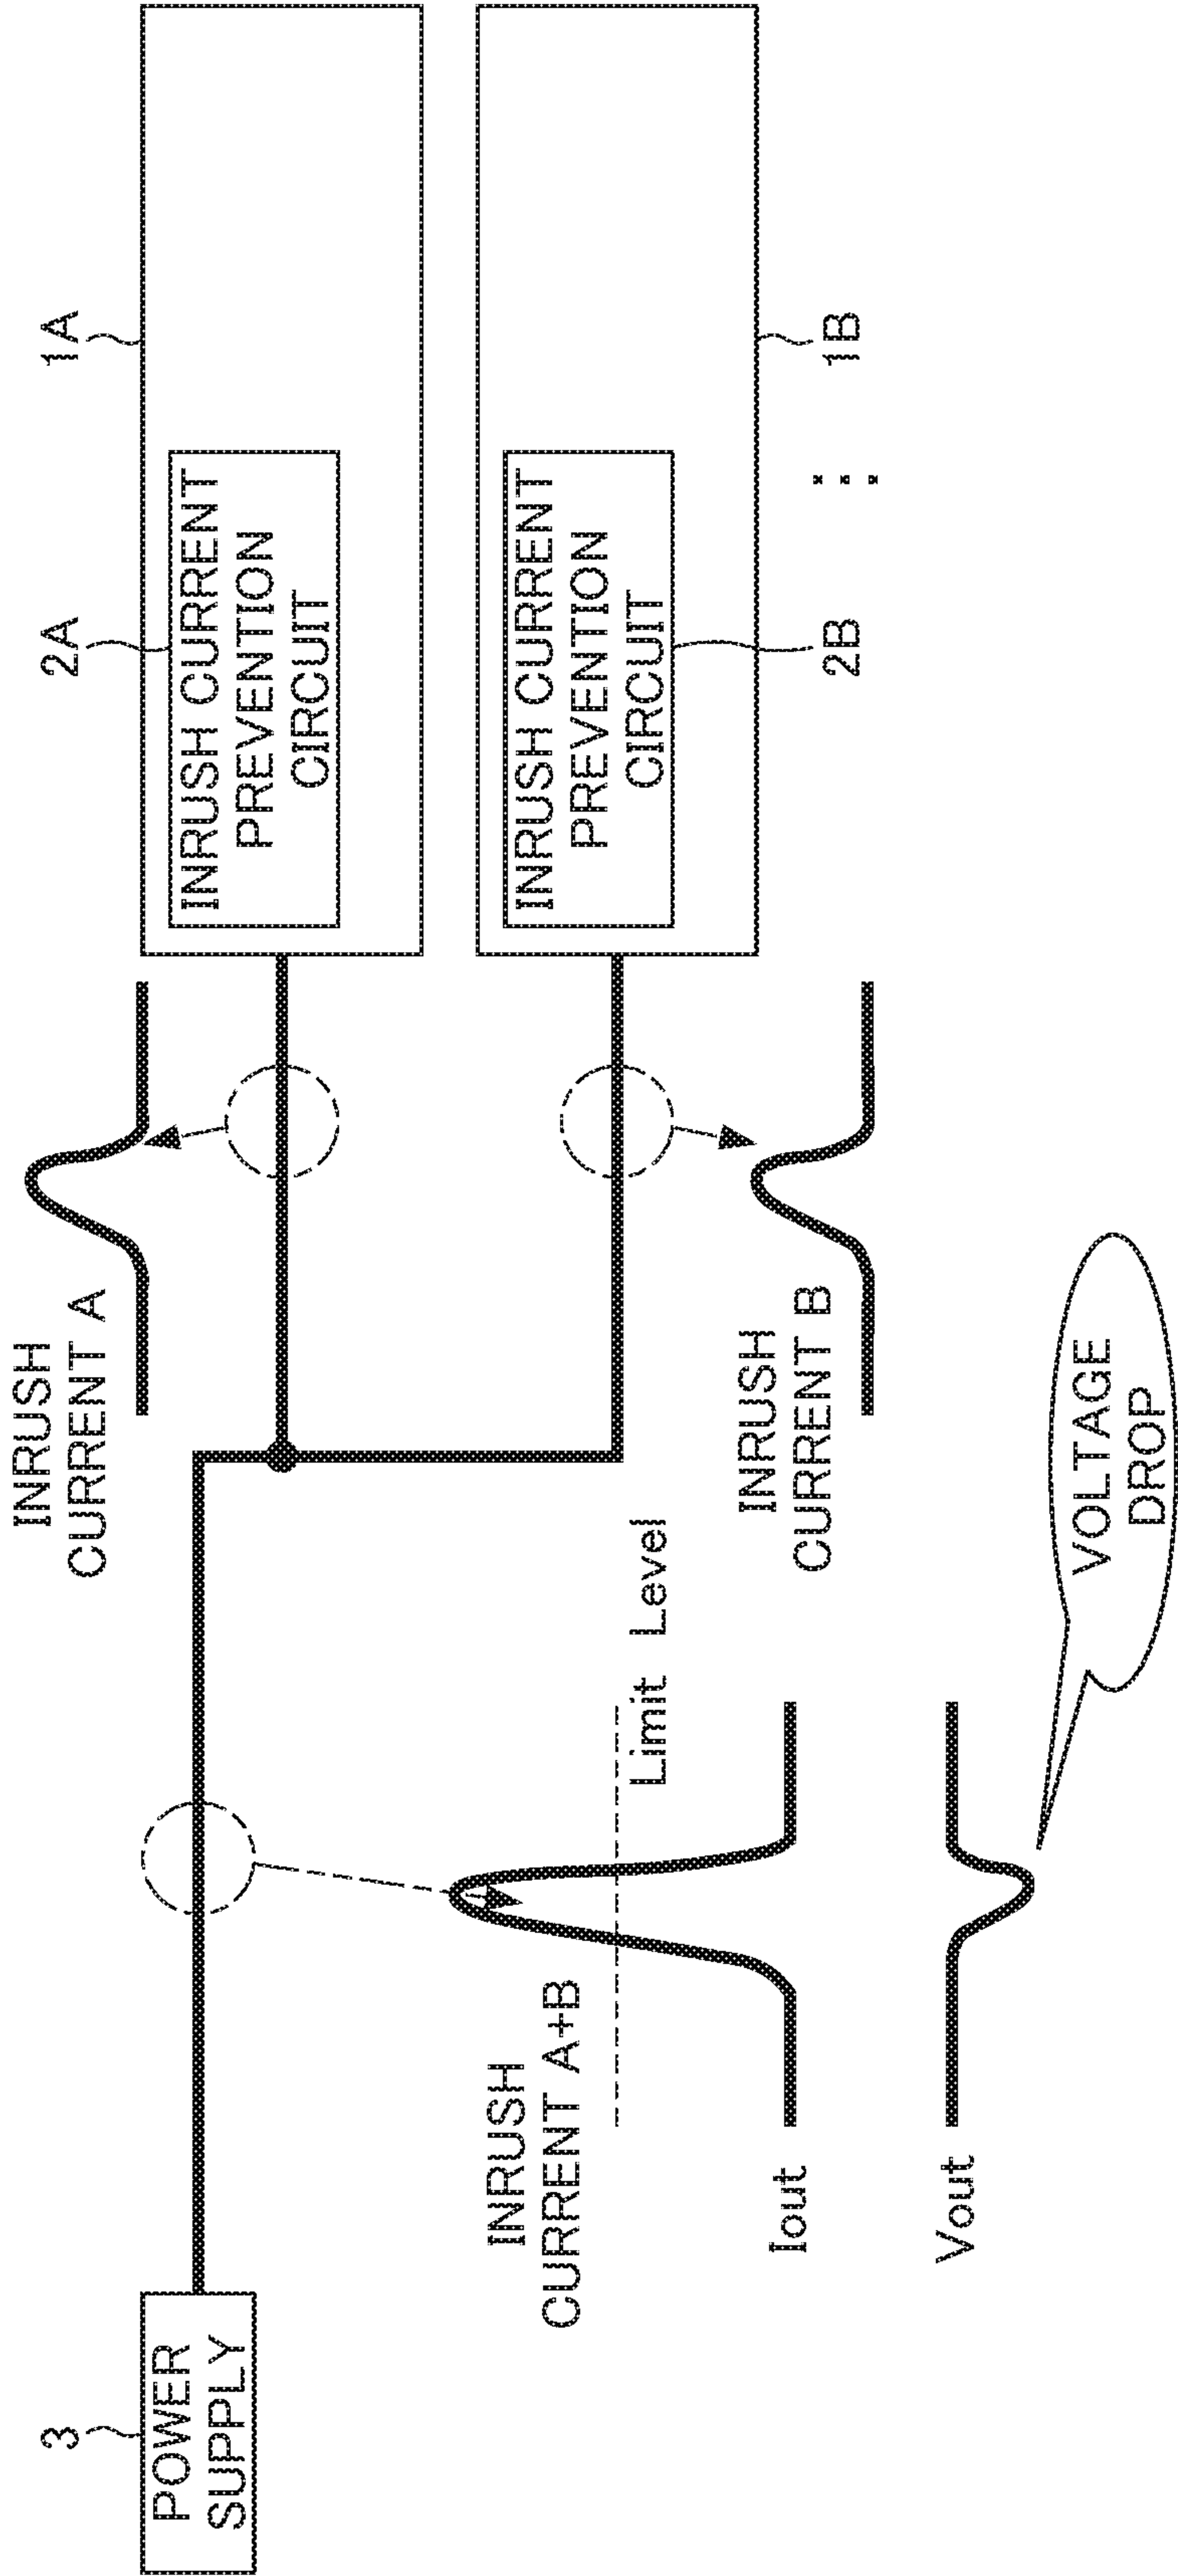 INRUSH
CURRENT A
1A
2A
INRUSH CURRENT
PREVENTION
CIRCUIT
3
POWER
SUPPLY
INRUSH CURRENT
PREVENTION
CIRCUIT
INRUSH
CURRENT A+B
Limit Level
Iout
Vout
INRUSH
CURRENT B
2B
1B
VOLTAGE
DROP